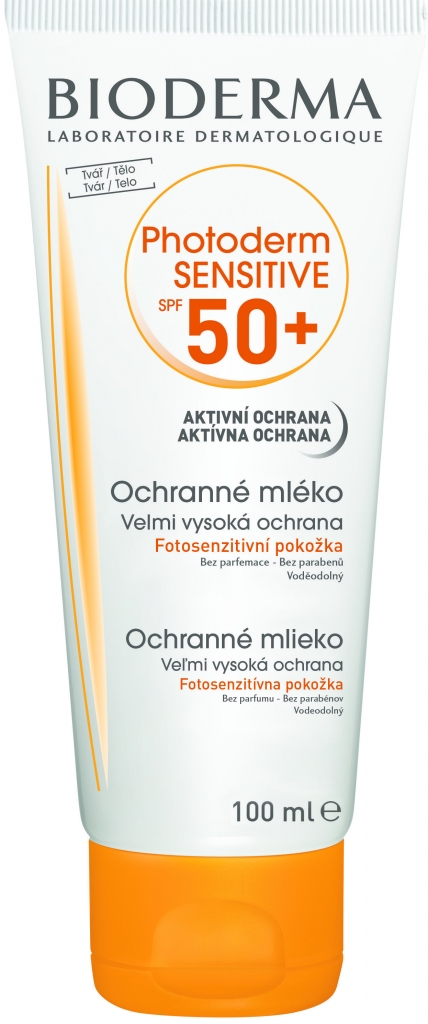 BIODERMA
LABORATOIRE DERMATOLOGIQUE
Tvář / Tělo
Tvár / Telo
Photoderm
SENSITIVE
SPF 50+
AKTIVNÍ OCHRANA
AKTÍVNA OCHRANA
Ochranné mléko
Velmi vysoká ochrana
Fotosenzitivní pokožka
Bez parfemace - Bez parabenů
Voděodolný
Ochranné mlieko
Veľmi vysoká ochrana
Fotosenzitívna pokožka
Bez parfumu - Bez parabénov
Vodeodolný
100 ml ℮